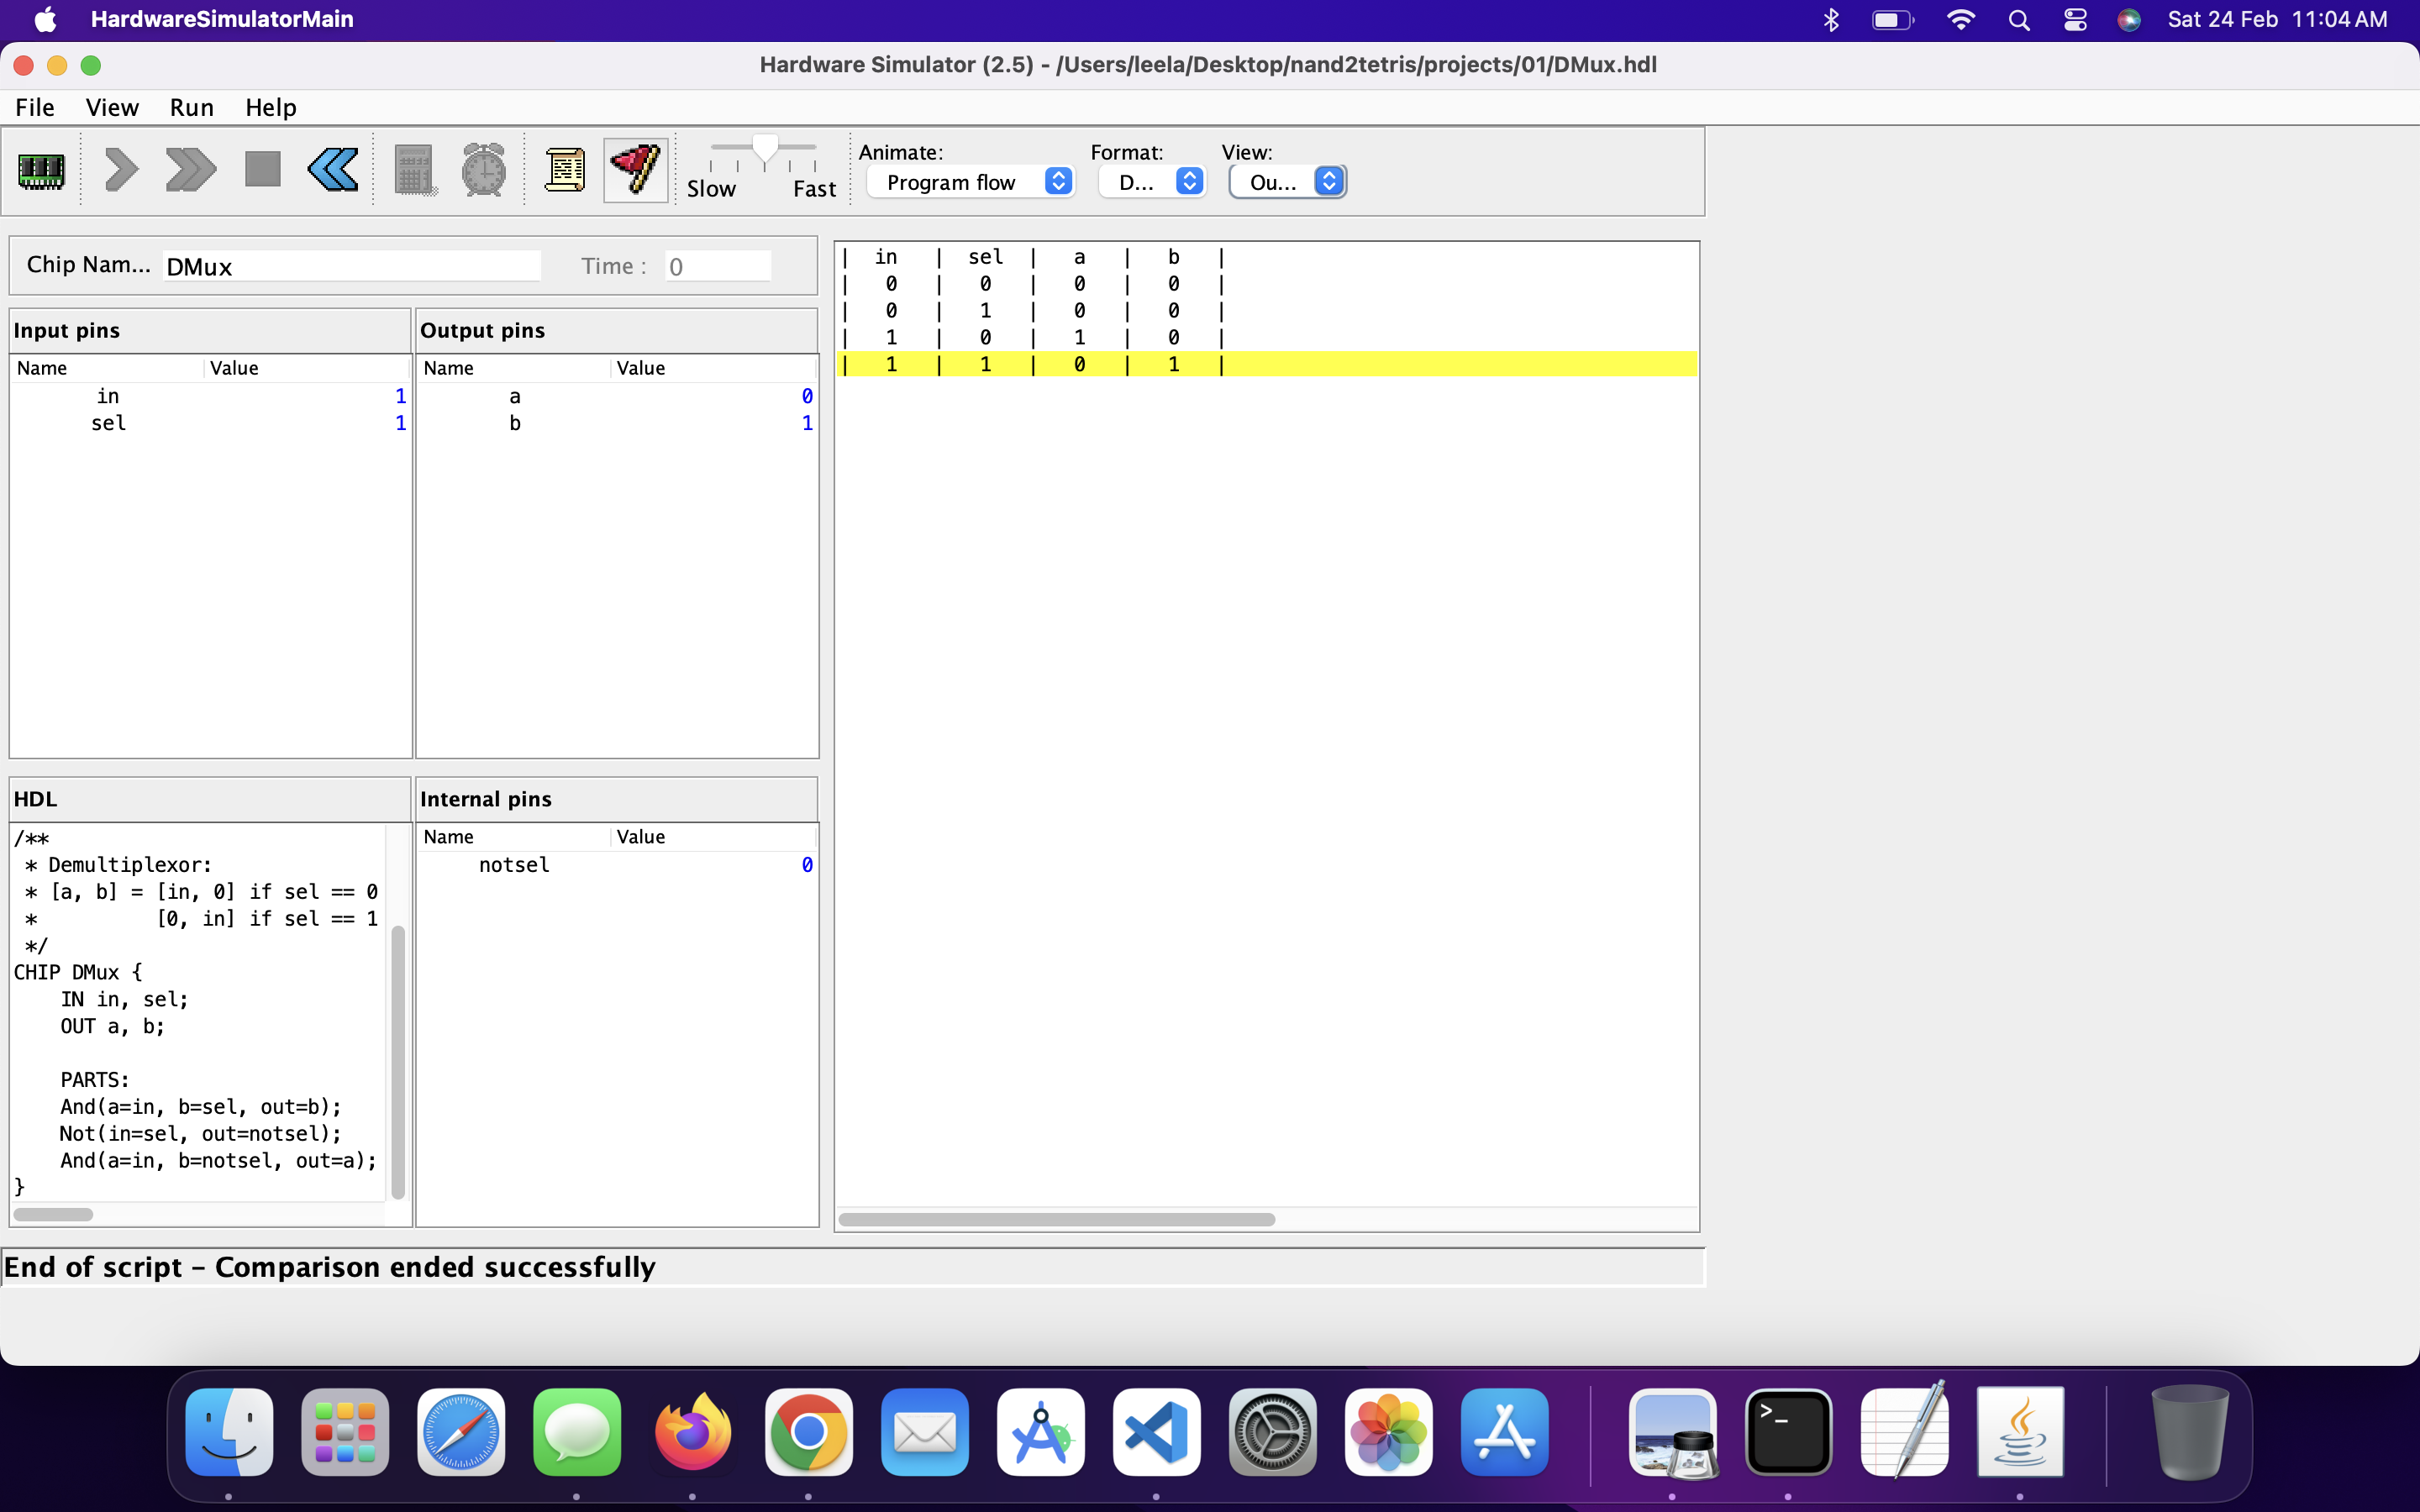 HardwareSimulatorMain
Sat 24 Feb 11:04 AM
Hardware Simulator (2.5) - /Users/leela/Desktop/nand2tetris/projects/01/DMux.hdl
File View Run Help
Slow Fast
Animate: Format: View:
Program flow D... Ou...
Chip Nam... DMux Time : 0
Input pins
Name Value
in 1
sel 1
Output pins
Name Value
a 0
b 1
| in | sel | a | b |
| 0 | 0 | 0 | 0 |
| 0 | 1 | 0 | 0 |
| 1 | 0 | 1 | 0 |
| 1 | 1 | 0 | 1 |
HDL
/**
* Demultiplexor:
* [a, b] = [in, 0] if sel == 0
* [0, in] if sel == 1
*/
CHIP DMux {
IN in, sel;
OUT a, b;
PARTS:
And(a=in, b=sel, out=b);
Not(in=sel, out=notsel);
And(a=in, b=notsel, out=a);
}
Internal pins
Name Value
notsel 0
End of script – Comparison ended successfully
>_